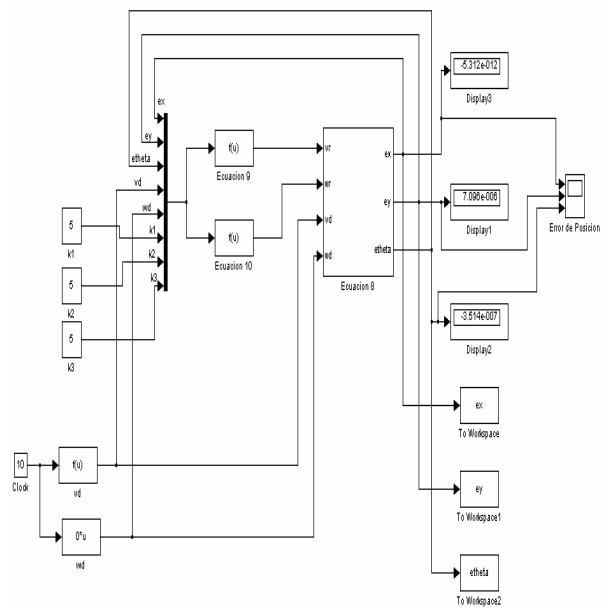 -5.312e-012
Display3
ex
ey
etheta
vd
wd
k1
k2
k3
f(u)
Ecuacion 9
f(u)
Ecuacion 10
vr
wr
vd
wd
ex
ey
etheta
Ecuacion 8
7.096e-006
Display1
Error de Posicion
-3.514e-007
Display2
5
k1
5
k2
5
k3
ex
To Workspace
10
Clock
f(u)
vd
ey
To Workspace1
0*u
wd
etheta
To Workspace2